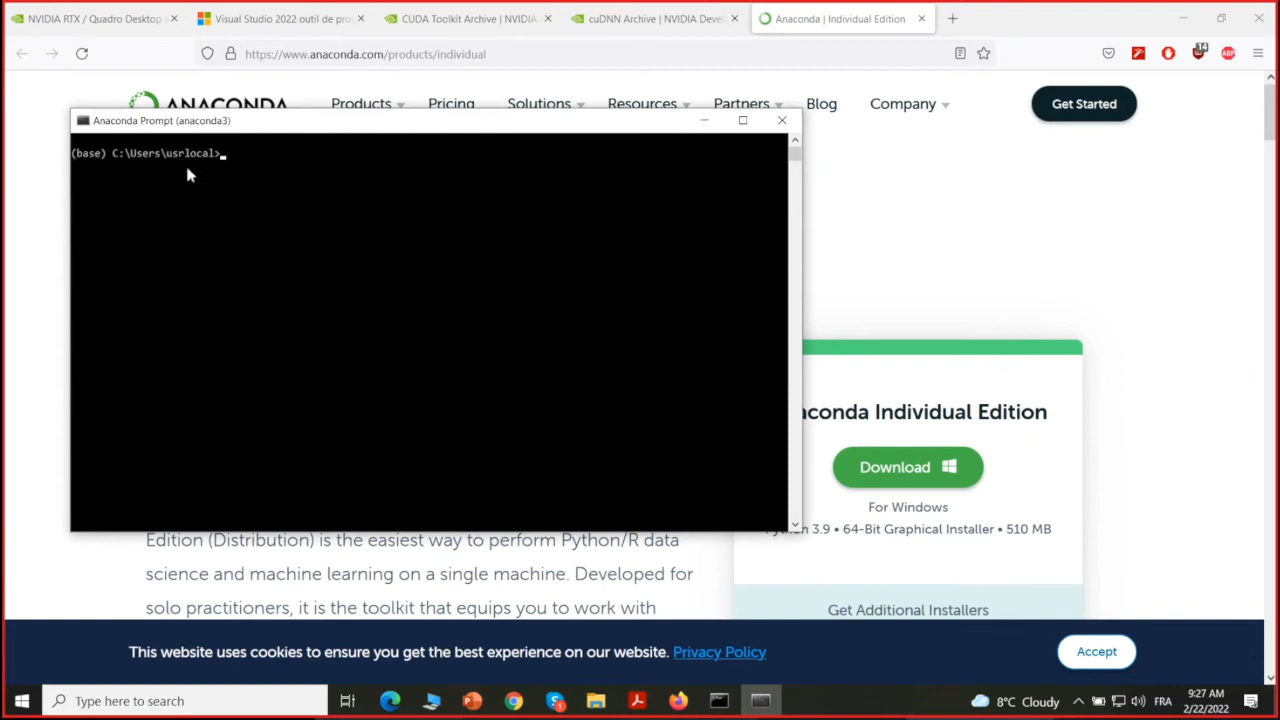 NVIDIA RTX / Quadro Desktop a
Visual Studio 2022 outil de pro
CUDA Toolkit Archive | NVIDIA
cuDNN Archive | NVIDIA Devel
Anaconda | Individual Edition
https://www.anaconda.com/products/individual
14
ABP
ANACONDA
Products
Pricing
Solutions
Resources
Partners
Blog
Company
Get Started
Anaconda Prompt (anaconda3)
(base) C:\Users\usrlocal>
aconda Individual Edition
Download
For Windows
Python 3.9 • 64-Bit Graphical Installer • 510 MB
Get Additional Installers
Edition (Distribution) is the easiest way to perform Python/R data
science and machine learning on a single machine. Developed for
solo practitioners, it is the toolkit that equips you to work with
This website uses cookies to ensure you get the best experience on our website. Privacy Policy
Accept
Type here to search
8°C Cloudy
FRA
9:27 AM
2/22/2022